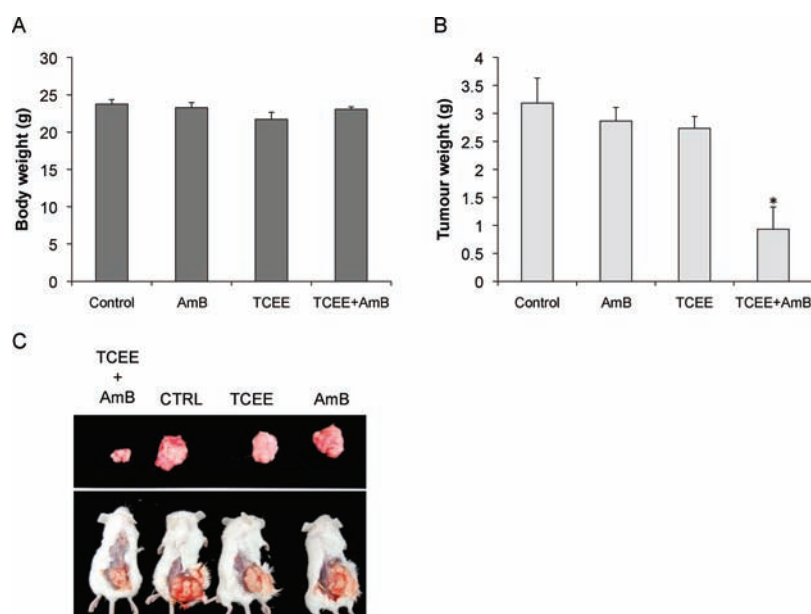 A
Body weight (g)
30
25
20
15
10
5
0
Control AmB TCEE TCEE+AmB
B
Tumour weight (g)
4
3.5
3
2.5
2
0.5
1
1.5
0
*
Control AmB TCEE TCEE+AmB
C
TCEE
+
AmB CTRL TCEE AmB